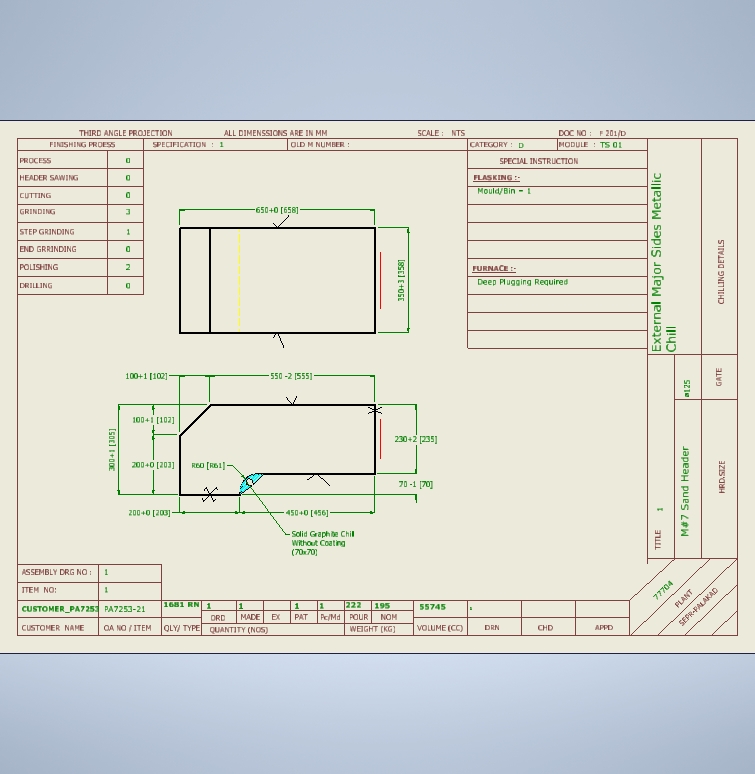 THIRD ANGLE PROJECTION ALL DIMENSSIONS ARE IN MM SCALE : NTS DOC NO : F 201/D
FINISHING PROESS SPECIFICATION : 1 OLD M NUMBER : CATEGORY : D MODULE : TS 01
PROCESS 0
HEADER SAWING 0
CUTTING 0
GRINDING 3
STEP GRINDING 1
END GRRINDING 0
POLISHING 2
DRILLING 0
SPECIAL INSTRUCTION
FLASKING :-
Mould/Bin = 1
FURNACE :-
Deep Plugging Required
External Major Sides Metallic
Chill
CHILLING DETAILS
650+0 [658]
350+3 [358]
100+1 [102]
550 -2 [555]
100+1 [102]
300+1 [305]
200+0 [203]
R60 [R61]
230+2 [235]
70 -1 [70]
200+0 [203]
450+0 [456]
Solid Graphite Chill
Without Coating
(70x70)
ø125
GATE
M#7 Sand Header
HRD.SIZE
TITLE 1
ASSEMBLY DRG NO : 1
ITEM NO: 1
CUSTOMER_PA7253 PA7253-21 1681 RN 1 1 1 1 222 195 55745
ORD MADE EX PAT Pc/Md POUR NOM
CUSTOMER NAME OA NO / ITEM QLY/ TYPE QUANTITY (NOS) WEIGHT (KG) VOLUME (CC) DRN CHD APPD
77704
PLANT
SEPR-PALAKAD